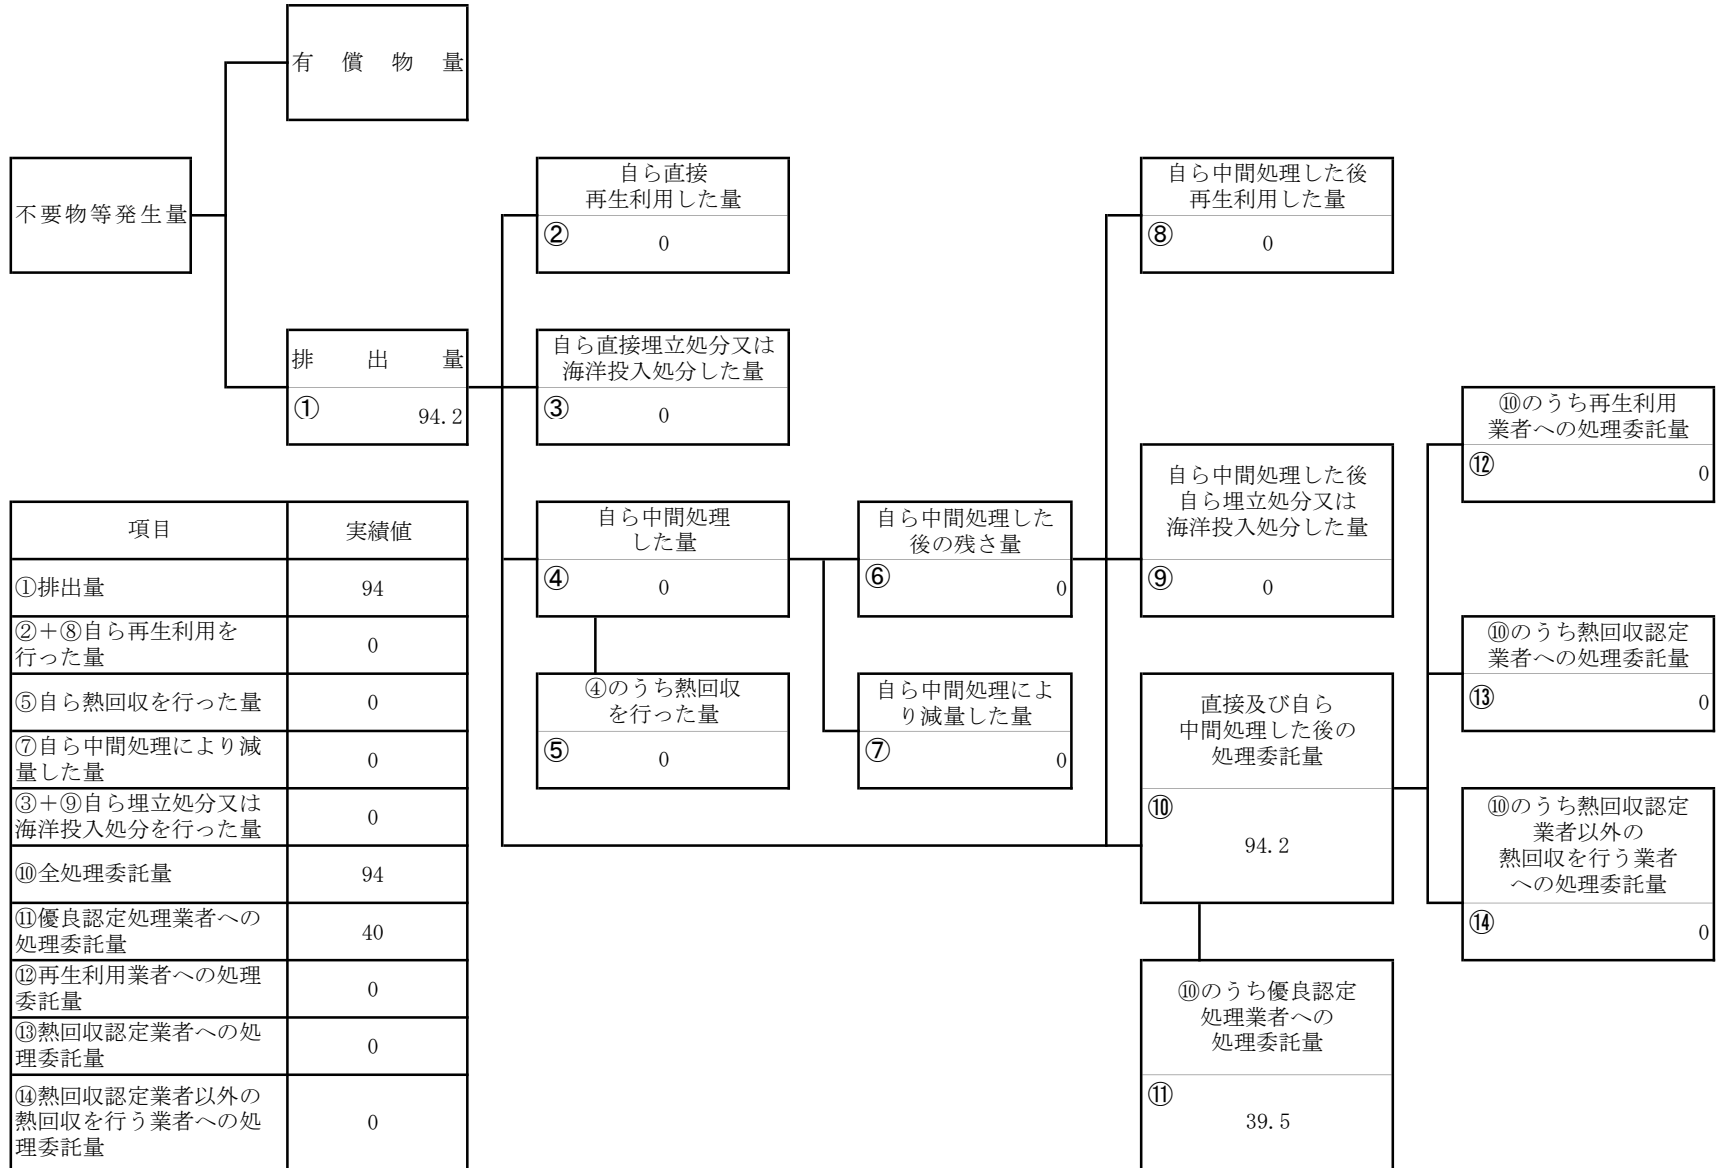 有償物量
不要物等発生量
自ら直接
再生利用した量
②
0
自ら中間処理した後
再生利用した量
⑧
0
排出量
①
94.2
自ら直接埋立処分又は
海洋投入処分した量
③
0
⑩のうち再生利用
業者への処理委託量
⑫
0
自ら中間処理した後
自ら埋立処分又は
海洋投入処分した量
⑨
0
自ら中間処理
した量
④
0
自ら中間処理した
後の残さ量
⑥
0
⑩のうち熱回収認定
業者への処理委託量
⑬
0
④のうち熱回収
を行った量
⑤
0
自ら中間処理によ
り減量した量
⑦
0
直接及び自ら
中間処理した後の
処理委託量
⑩
94.2
⑩のうち熱回収認定
業者以外の
熱回収を行う業者
への処理委託量
⑭
0
⑩のうち優良認定
処理業者への
処理委託量
⑪
39.5
項目 実績値
①排出量 94
②+⑧自ら再生利用を
行った量 0
⑤自ら熱回収を行った量 0
⑦自ら中間処理により減
量した量 0
③+⑨自ら埋立処分又は
海洋投入処分を行った量 0
⑩全処理委託量 94
⑪優良認定処理業者への
処理委託量 40
⑫再生利用業者への処理
委託量 0
⑬熱回収認定業者への処
理委託量 0
⑭熱回収認定業者以外の
熱回収を行う業者への処
理委託量 0